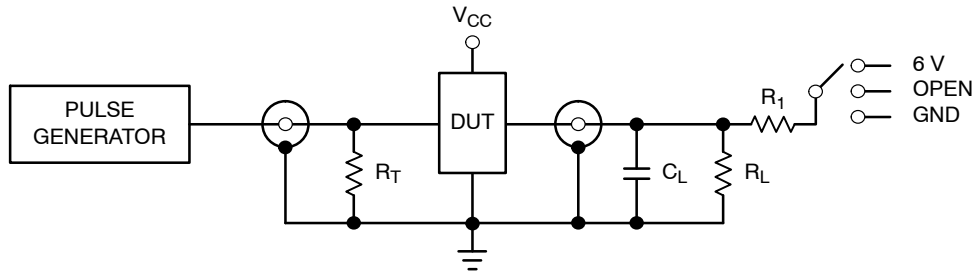 V_CC
6 V
OPEN
GND
PULSE
GENERATOR
DUT
R_1
R_T
C_L
R_L